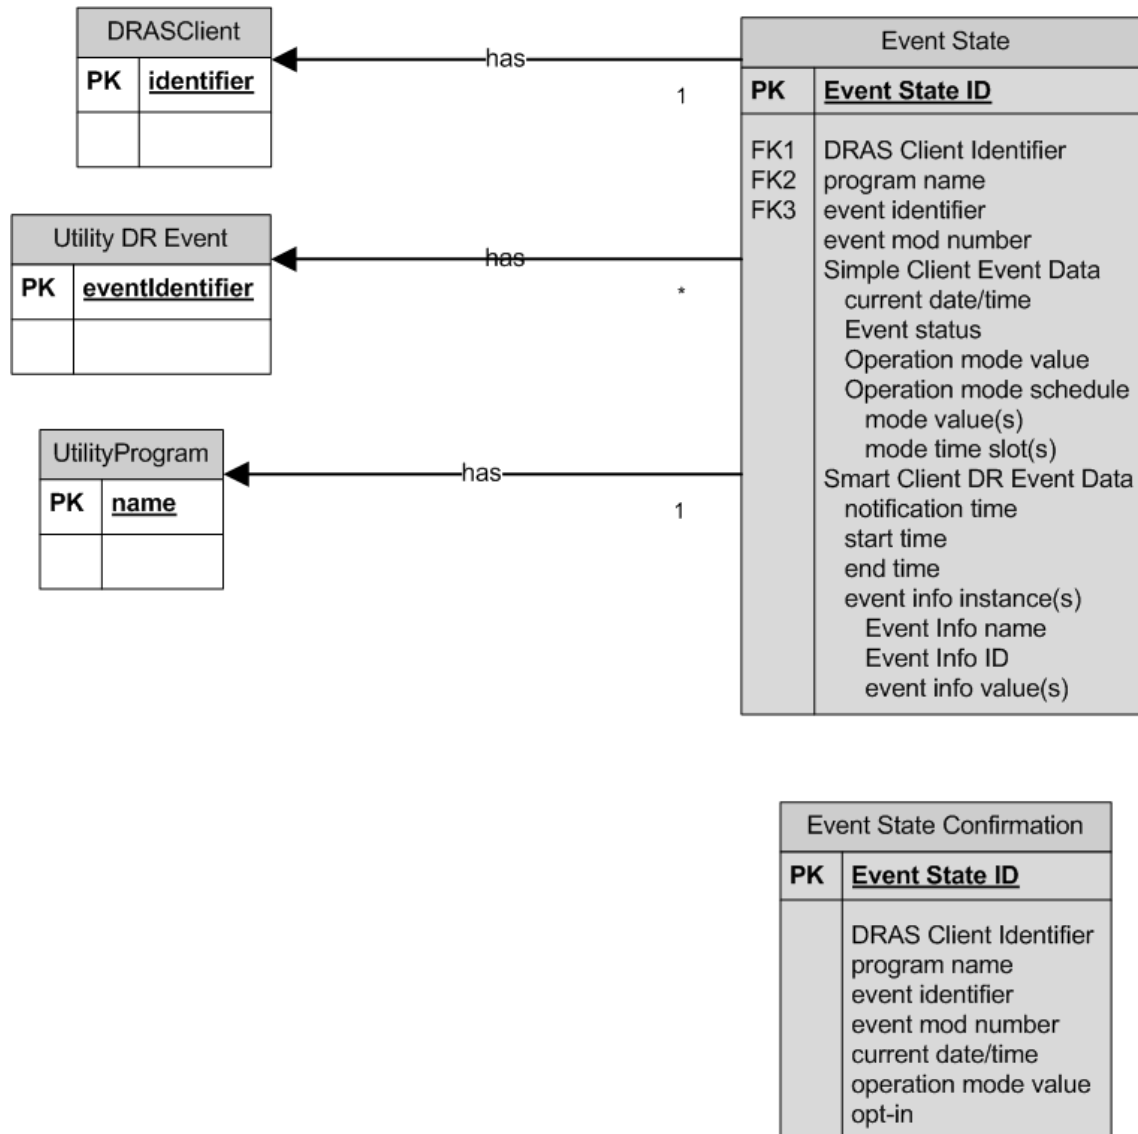 DRASClient
PK identifier
has
1
Utility DR Event
PK eventIdentifier
has
*
UtilityProgram
PK name
has
1
Event State
PK Event State ID
FK1 DRAS Client Identifier
FK2 program name
FK3 event identifier
event mod number
Simple Client Event Data
current date/time
Event status
Operation mode value
Operation mode schedule
mode value(s)
mode time slot(s)
Smart Client DR Event Data
notification time
start time
end time
event info instance(s)
Event Info name
Event Info ID
event info value(s)
Event State Confirmation
PK Event State ID
DRAS Client Identifier
program name
event identifier
event mod number
current date/time
operation mode value
opt-in